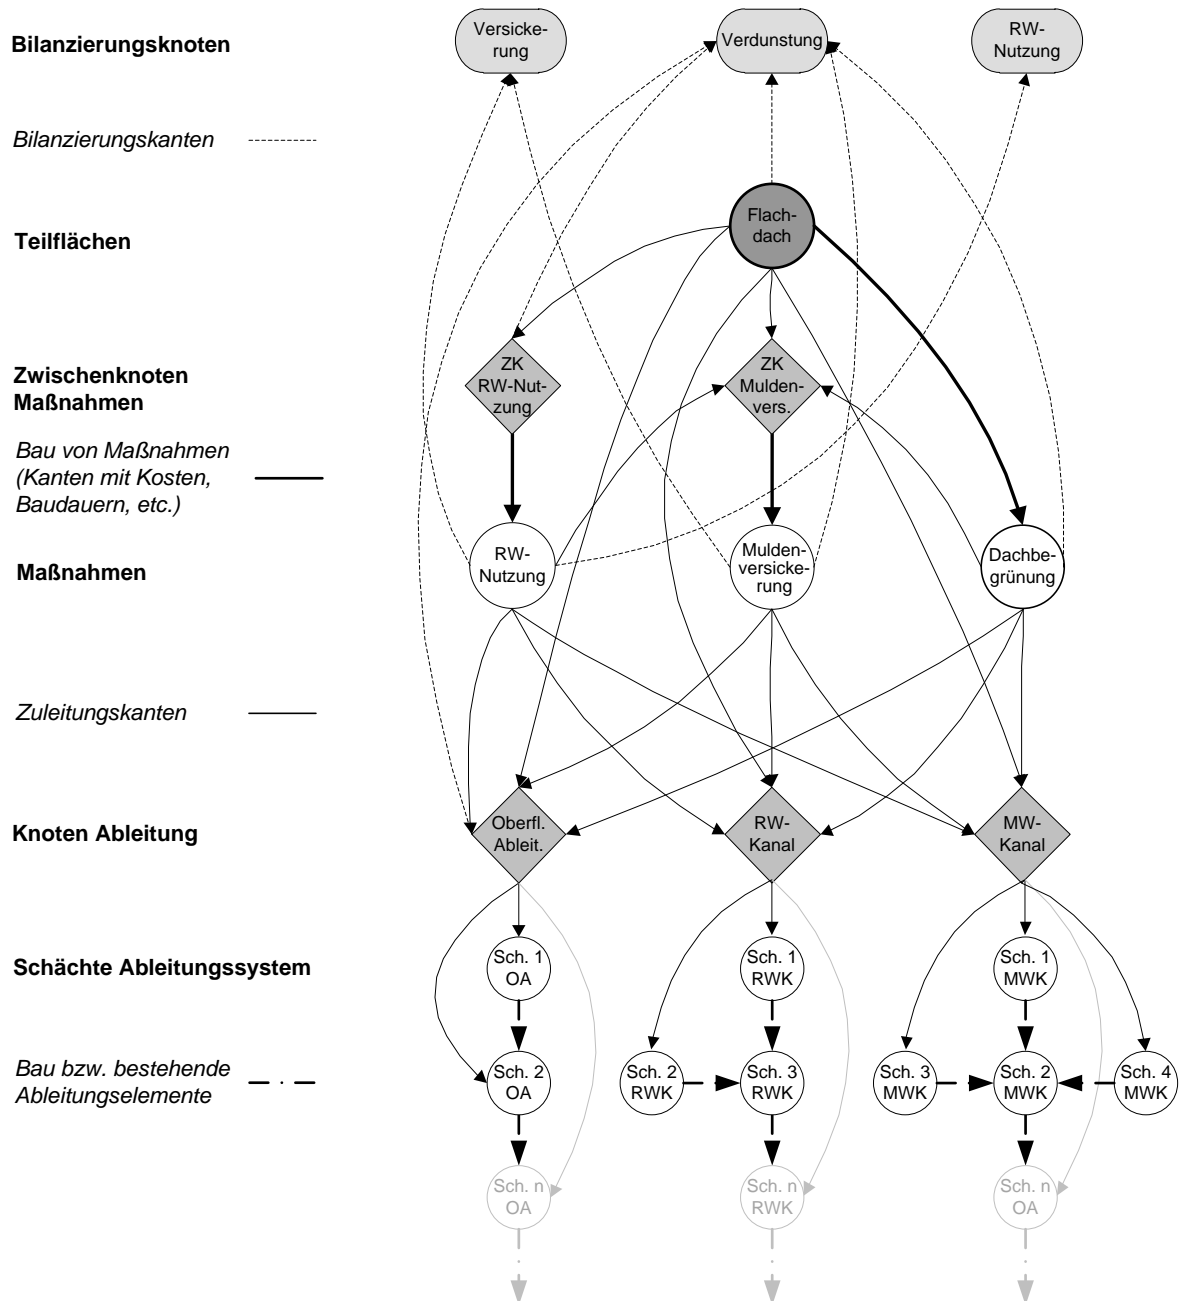 Bilanzierungsknoten
Versicke-
rung
Verdunstung
RW-
Nutzung
Bilanzierungskanten
Teilflächen
Flach-
dach
Zwischenknoten
Maßnahmen
ZK
RW-Nut-
zung
ZK
Mulden-
vers.
Bau von Maßnahmen
(Kanten mit Kosten,
Baudauern, etc.)
Maßnahmen
RW-
Nutzung
Mulden-
versicke-
rung
Dachbe-
grünung
Zuleitungskanten
Knoten Ableitung
Oberfl.
Ableit.
RW-
Kanal
MW-
Kanal
Schächte Ableitungssystem
Sch. 1
OA
Sch. 1
RWK
Sch. 1
MWK
Bau bzw. bestehende
Ableitungselemente
Sch. 2
OA
Sch. 2
RWK
Sch. 3
RWK
Sch. 3
MWK
Sch. 2
MWK
Sch. 4
MWK
Sch. n
OA
Sch. n
RWK
Sch. n
OA